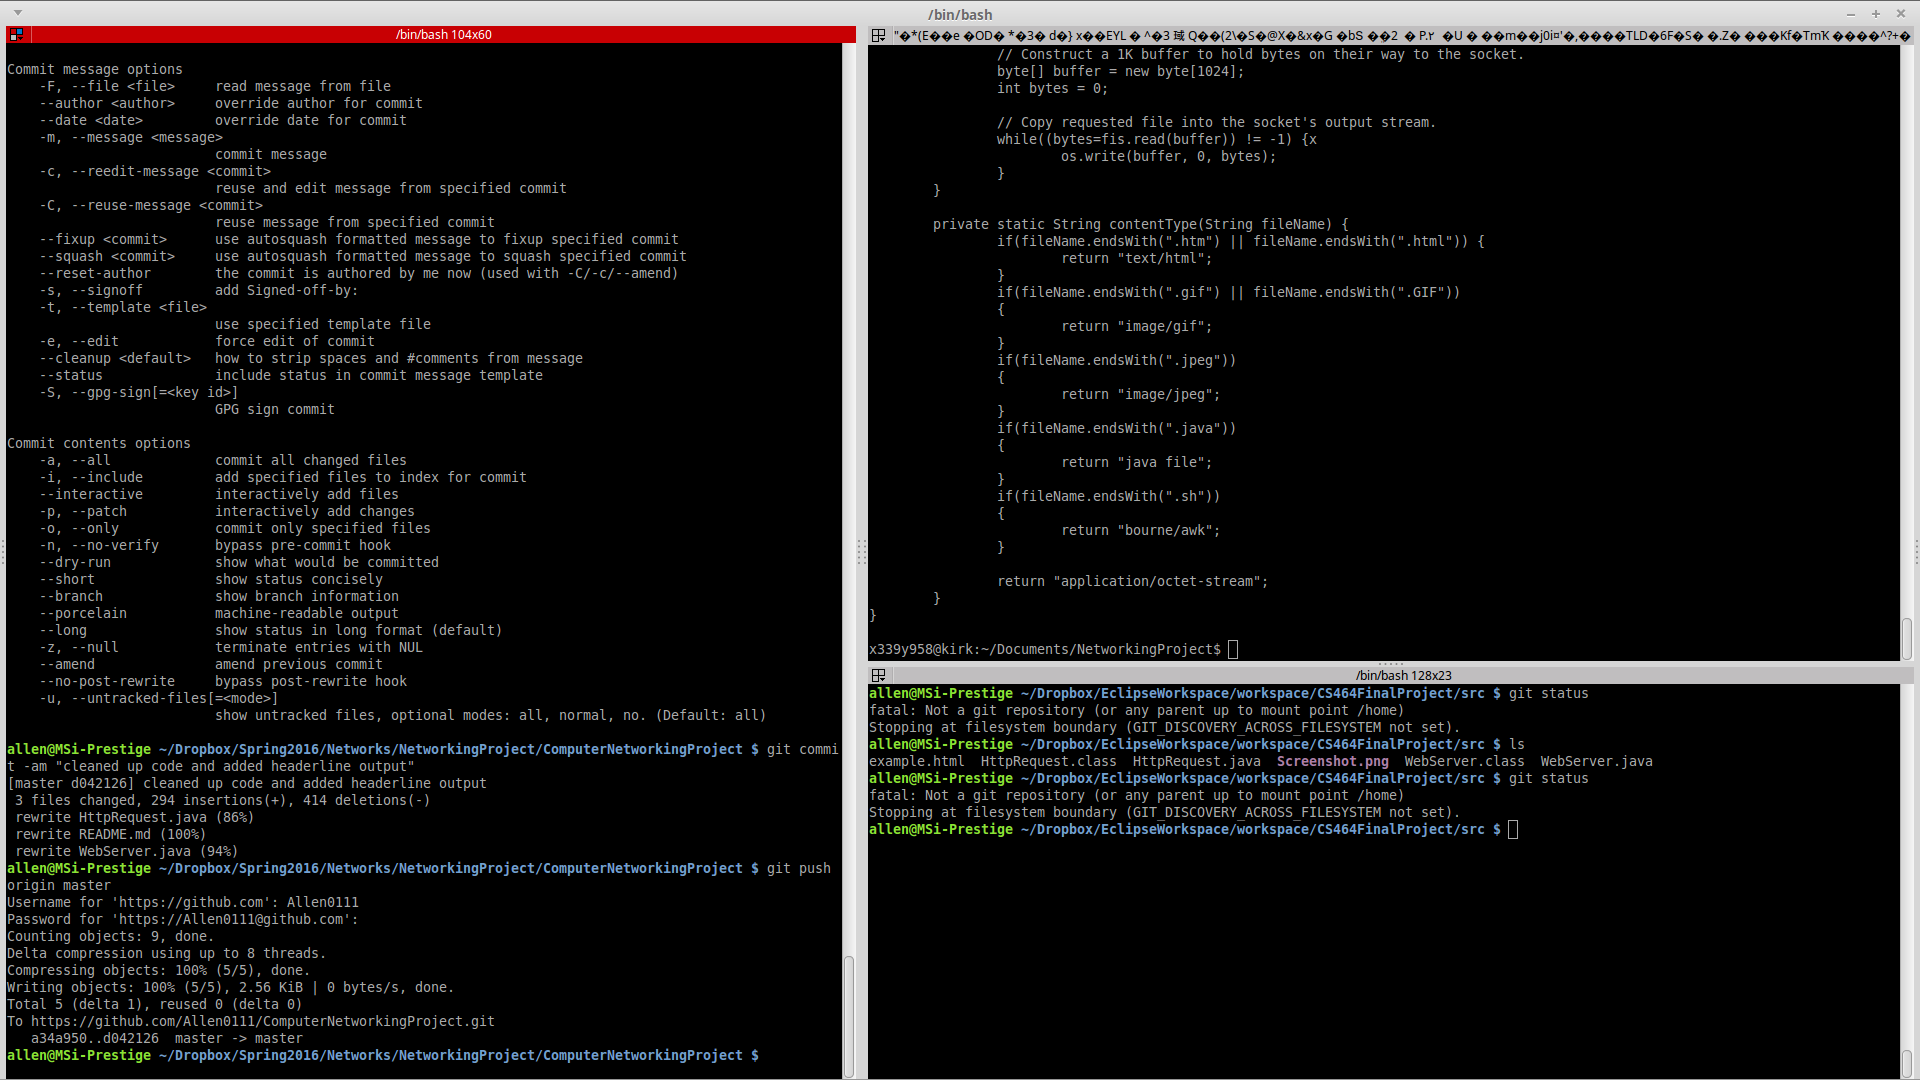 /bin/bash
/bin/bash 104x60
Commit message options
    -F, --file <file>     read message from file
    --author <author>     override author for commit
    --date <date>         override date for commit
    -m, --message <message>
                          commit message
    -c, --reedit-message <commit>
                          reuse and edit message from specified commit
    -C, --reuse-message <commit>
                          reuse message from specified commit
    --fixup <commit>      use autosquash formatted message to fixup specified commit
    --squash <commit>     use autosquash formatted message to squash specified commit
    --reset-author        the commit is authored by me now (used with -C/-c/--amend)
    -s, --signoff         add Signed-off-by:
    -t, --template <file>
                          use specified template file
    -e, --edit            force edit of commit
    --cleanup <default>   how to strip spaces and #comments from message
    --status              include status in commit message template
    -S, --gpg-sign[=<key id>]
                          GPG sign commit
Commit contents options
    -a, --all             commit all changed files
    -i, --include         add specified files to index for commit
    --interactive         interactively add files
    -p, --patch           interactively add changes
    -o, --only            commit only specified files
    -n, --no-verify       bypass pre-commit hook
    --dry-run             show what would be committed
    --short               show status concisely
    --branch              show branch information
    --porcelain           machine-readable output
    --long                show status in long format (default)
    -z, --null            terminate entries with NUL
    --amend               amend previous commit
    --no-post-rewrite     bypass post-rewrite hook
    -u, --untracked-files[=<mode>]
                          show untracked files, optional modes: all, normal, no. (Default: all)
allen@MSi-Prestige ~/Dropbox/Spring2016/Networks/NetworkingProject/ComputerNetworkingProject $ git commi
t -am "cleaned up code and added headerline output"
[master d042126] cleaned up code and added headerline output
 3 files changed, 294 insertions(+), 414 deletions(-)
 rewrite HttpRequest.java (86%)
 rewrite README.md (100%)
 rewrite WebServer.java (94%)
allen@MSi-Prestige ~/Dropbox/Spring2016/Networks/NetworkingProject/ComputerNetworkingProject $ git push
origin master
Username for 'https://github.com': Allen0111
Password for 'https://Allen0111@github.com':
Counting objects: 9, done.
Delta compression using up to 8 threads.
Compressing objects: 100% (5/5), done.
Writing objects: 100% (5/5), 2.56 KiB | 0 bytes/s, done.
Total 5 (delta 1), reused 0 (delta 0)
To https://github.com/Allen0111/ComputerNetworkingProject.git
   a34a950..d042126  master -> master
allen@MSi-Prestige ~/Dropbox/Spring2016/Networks/NetworkingProject/ComputerNetworkingProject $
                // Construct a 1K buffer to hold bytes on their way to the socket.
                byte[] buffer = new byte[1024];
                int bytes = 0;
                // Copy requested file into the socket's output stream.
                while((bytes=fis.read(buffer)) != -1) {x
                        os.write(buffer, 0, bytes);
                }
        }
        private static String contentType(String fileName) {
                if(fileName.endsWith(".htm") || fileName.endsWith(".html")) {
                        return "text/html";
                }
                if(fileName.endsWith(".gif") || fileName.endsWith(".GIF"))
                {
                        return "image/gif";
                }
                if(fileName.endsWith(".jpeg"))
                {
                        return "image/jpeg";
                }
                if(fileName.endsWith(".java"))
                {
                        return "java file";
                }
                if(fileName.endsWith(".sh"))
                {
                        return "bourne/awk";
                }
                return "application/octet-stream";
        }
}
x339y958@kirk:~/Documents/NetworkingProject$
/bin/bash 128x23
allen@MSi-Prestige ~/Dropbox/EclipseWorkspace/workspace/CS464FinalProject/src $ git status
fatal: Not a git repository (or any parent up to mount point /home)
Stopping at filesystem boundary (GIT_DISCOVERY_ACROSS_FILESYSTEM not set).
allen@MSi-Prestige ~/Dropbox/EclipseWorkspace/workspace/CS464FinalProject/src $ ls
example.html  HttpRequest.class  HttpRequest.java  Screenshot.png  WebServer.class  WebServer.java
allen@MSi-Prestige ~/Dropbox/EclipseWorkspace/workspace/CS464FinalProject/src $ git status
fatal: Not a git repository (or any parent up to mount point /home)
Stopping at filesystem boundary (GIT_DISCOVERY_ACROSS_FILESYSTEM not set).
allen@MSi-Prestige ~/Dropbox/EclipseWorkspace/workspace/CS464FinalProject/src $